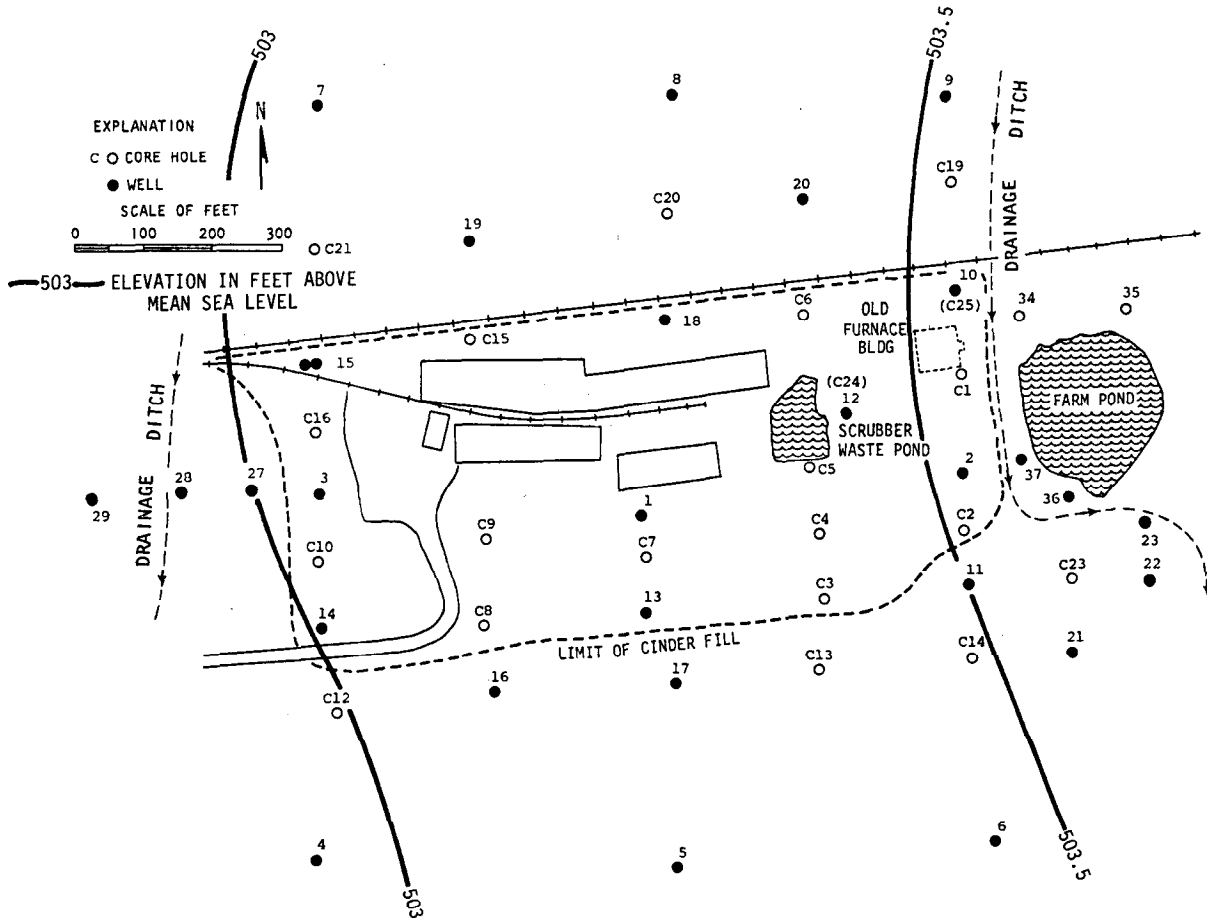 503
503.5
7
8
9
N
EXPLANATION
C CORE HOLE
WELL
SCALE OF FEET
0 100 200 300
C19
C20
20
19
C21
503 ELEVATION IN FEET ABOVE
MEAN SEA LEVEL
DRAINAGE DITCH
10
(C25)
34
35
C6
18
OLD
FURNACE
BLDG
C15
15
C1
FARM POND
(C24)
12
SCRUBBER
WASTE POND
C16
C5
DRAINAGE DITCH
29
28
27
3
2
37
36
1
C9
C7
C4
C2
23
C10
11
C23
22
C3
14
C8
13
LIMIT OF CINDER FILL
C14
21
C13
C12
16
17
4
5
6
503
503.5